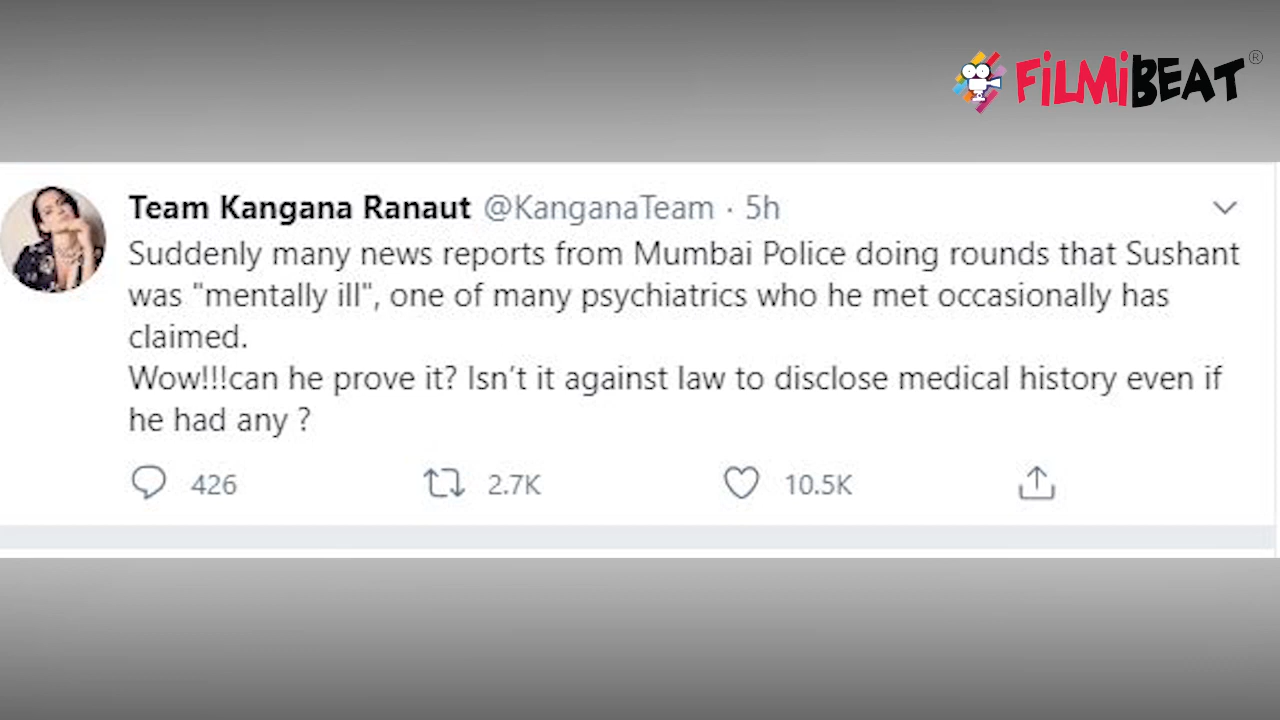 FiLMiBEAT®
Team Kangana Ranaut @KanganaTeam · 5h
Suddenly many news reports from Mumbai Police doing rounds that Sushant
was "mentally ill", one of many psychiatrics who he met occasionally has
claimed.
Wow!!!can he prove it? Isn’t it against law to disclose medical history even if
he had any ?
426 2.7K 10.5K